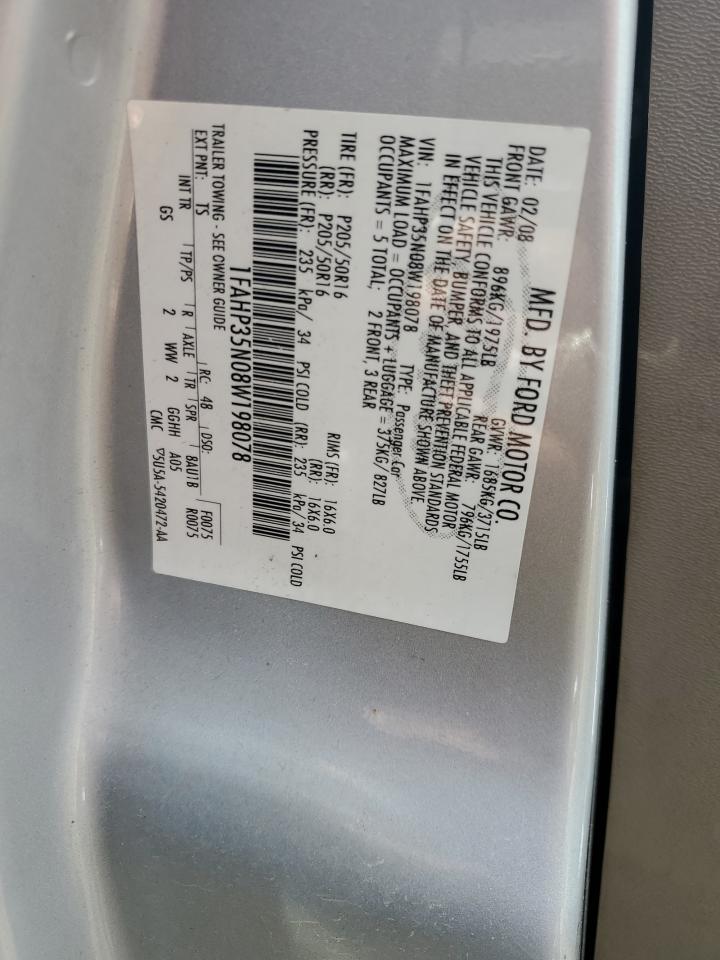 MFD. BY FORD MOTOR CO.
DATE: 02/08 GVWR: 1685KG/3715LB
FRONT GAWR: 896KG/1975LB REAR GAWR: 796KG/1755LB
THIS VEHICLE CONFORMS TO ALL APPLICABLE FEDERAL MOTOR
VEHICLE SAFETY, BUMPER, AND THEFT PREVENTION STANDARDS
IN EFFECT ON THE DATE OF MANUFACTURE SHOWN ABOVE
VIN: 1FAHP35N08W198078 TYPE: Passenger Car
MAXIMUM LOAD = OCCUPANTS + LUGGAGE = 375KG/827LB
OCCUPANTS = 5 TOTAL; 2 FRONT, 3 REAR
TIRE (FR): P205/50R16 RIMS (FR): 16X6.0
(RR): P205/50R16 (RR): 16X6.0
PRESSURE (FR): 235 kPa/ 34 PSI COLD (RR): 235 kPa/34 PSI COLD
1FAHP35N08W198078
TRAILER TOWING - SEE OWNER GUIDE
EXT PNT: TS RC: 48 DSO: F0075
R0075
INT TR TP/PS R AXLE TR SPR 8AU1B
GS 2 WW 2 GGHH A05
CMC ▽5U5A-5420472-AA